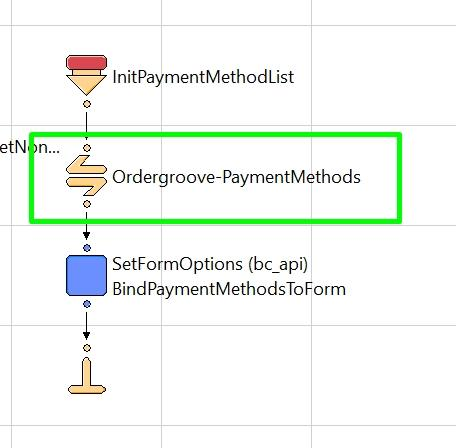 InitPaymentMethodList
etNon...
Ordergroove-PaymentMethods
SetFormOptions (bc_api)
BindPaymentMethodsToForm